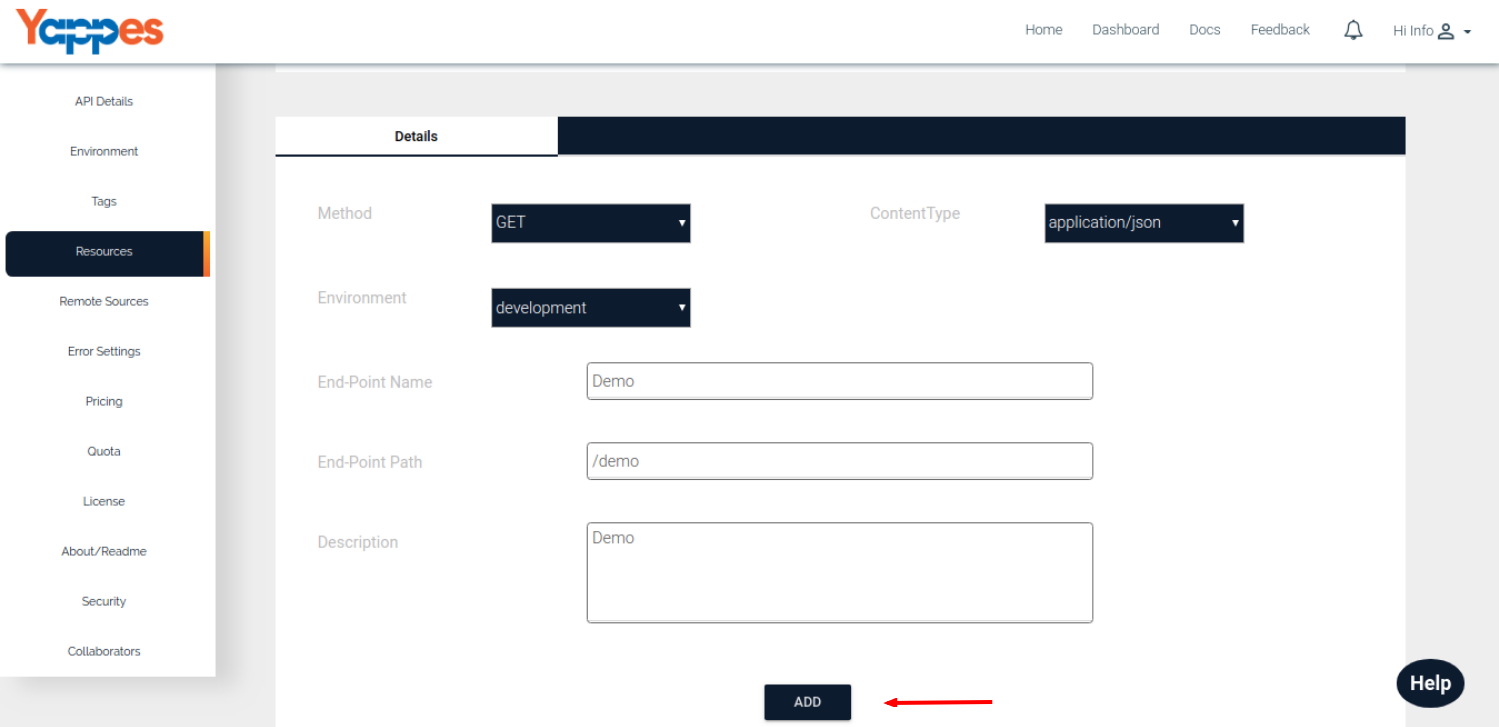 Yappes
Home Dashboard Docs Feedback Hi Info
API Details
Environment
Tags
Resources
Remote Sources
Error Settings
Pricing
Quota
License
About/Readme
Security
Collaborators
Details
Method GET ContentType application/json
Environment development
End-Point Name Demo
End-Point Path /demo
Description Demo
ADD
Help